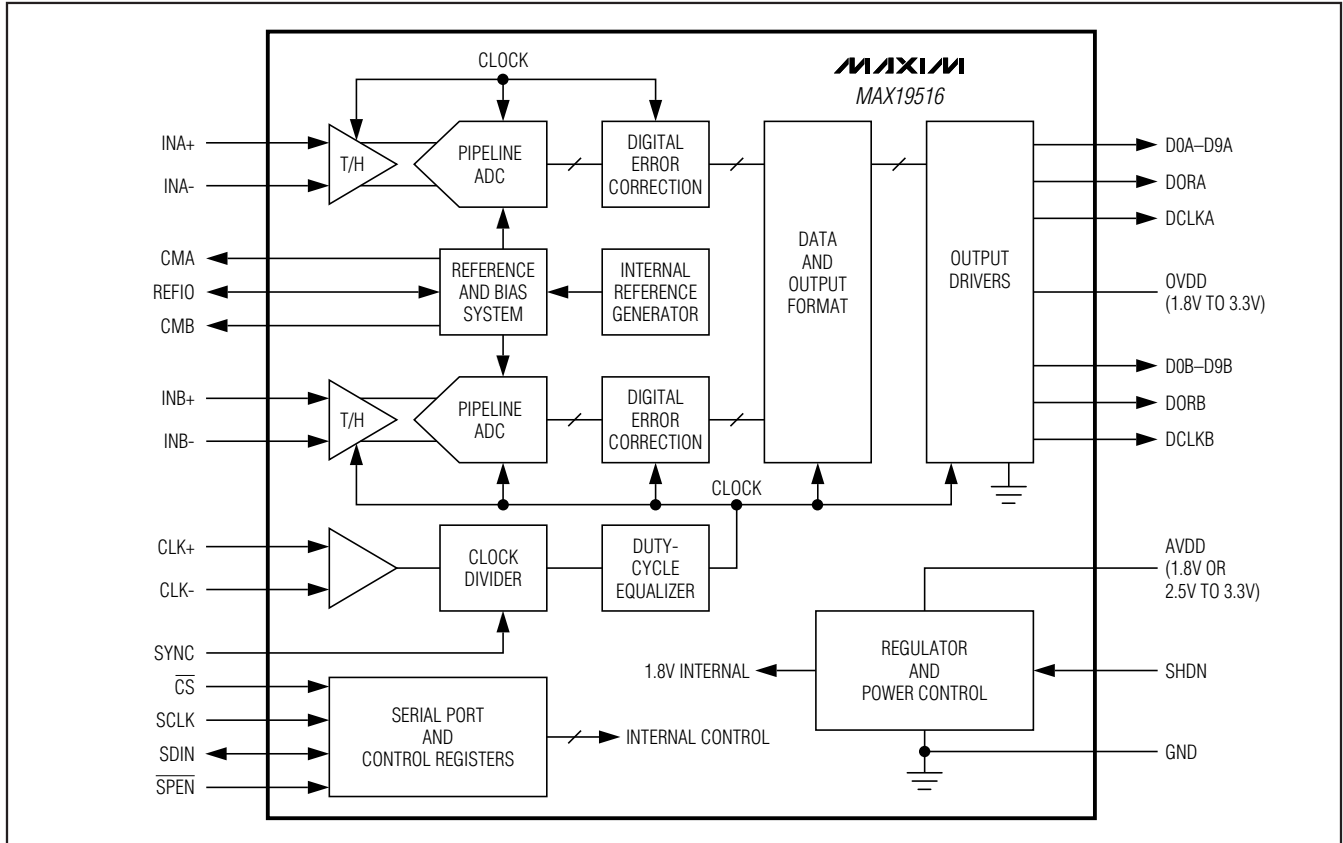 CLOCK
MAXIM
MAX19516
INA+
INA-
T/H
PIPELINE
ADC
DIGITAL
ERROR
CORRECTION
DATA
AND
OUTPUT
FORMAT
OUTPUT
DRIVERS
D0A–D9A
DORA
DCLKA
CMA
REFIO
CMB
REFERENCE
AND BIAS
SYSTEM
INTERNAL
REFERENCE
GENERATOR
OVDD
(1.8V TO 3.3V)
INB+
INB-
T/H
PIPELINE
ADC
DIGITAL
ERROR
CORRECTION
D0B–D9B
DORB
DCLKB
CLOCK
CLK+
CLK-
CLOCK
DIVIDER
DUTY-
CYCLE
EQUALIZER
AVDD
(1.8V OR
2.5V TO 3.3V)
SYNC
CS
SCLK
SDIN
SPEN
SERIAL PORT
AND
CONTROL REGISTERS
INTERNAL CONTROL
1.8V INTERNAL
REGULATOR
AND
POWER CONTROL
SHDN
GND